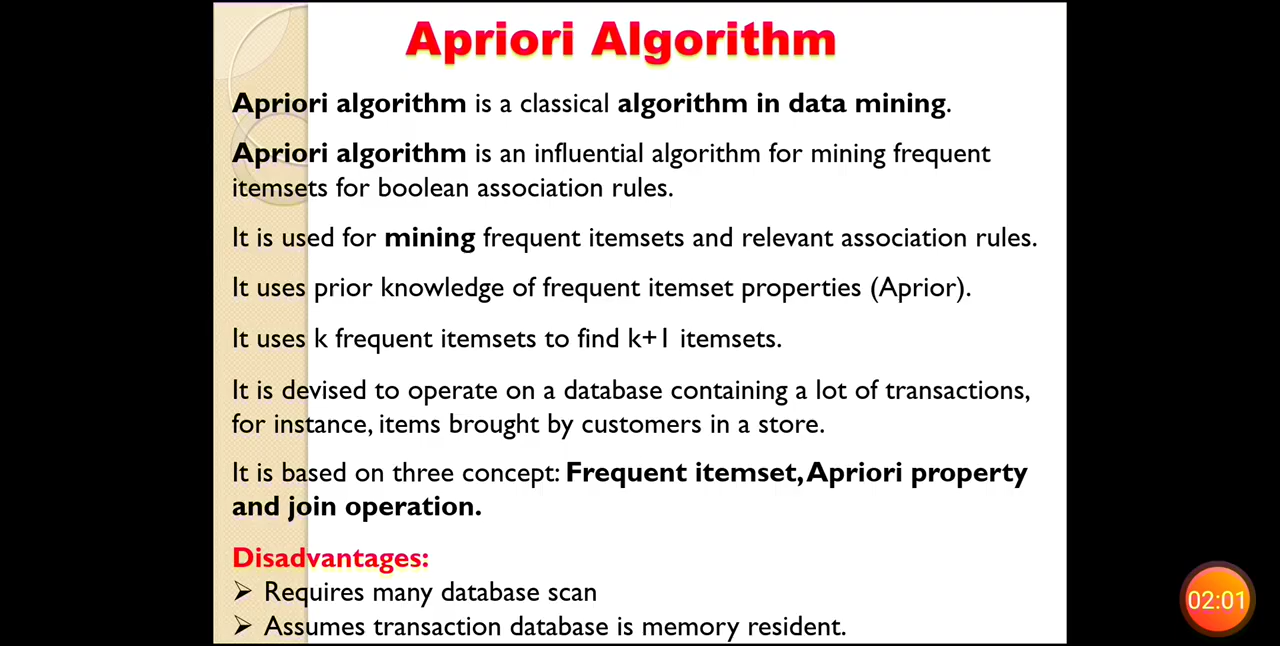 Apriori Algorithm
Apriori algorithm is a classical algorithm in data mining.
Apriori algorithm is an influential algorithm for mining frequent
itemsets for boolean association rules.
It is used for mining frequent itemsets and relevant association rules.
It uses prior knowledge of frequent itemset properties (Aprior).
It uses k frequent itemsets to find k+1 itemsets.
It is devised to operate on a database containing a lot of transactions,
for instance, items brought by customers in a store.
It is based on three concept: Frequent itemset, Apriori property
and join operation.
Disadvantages:
➢ Requires many database scan
➢ Assumes transaction database is memory resident.
02:01